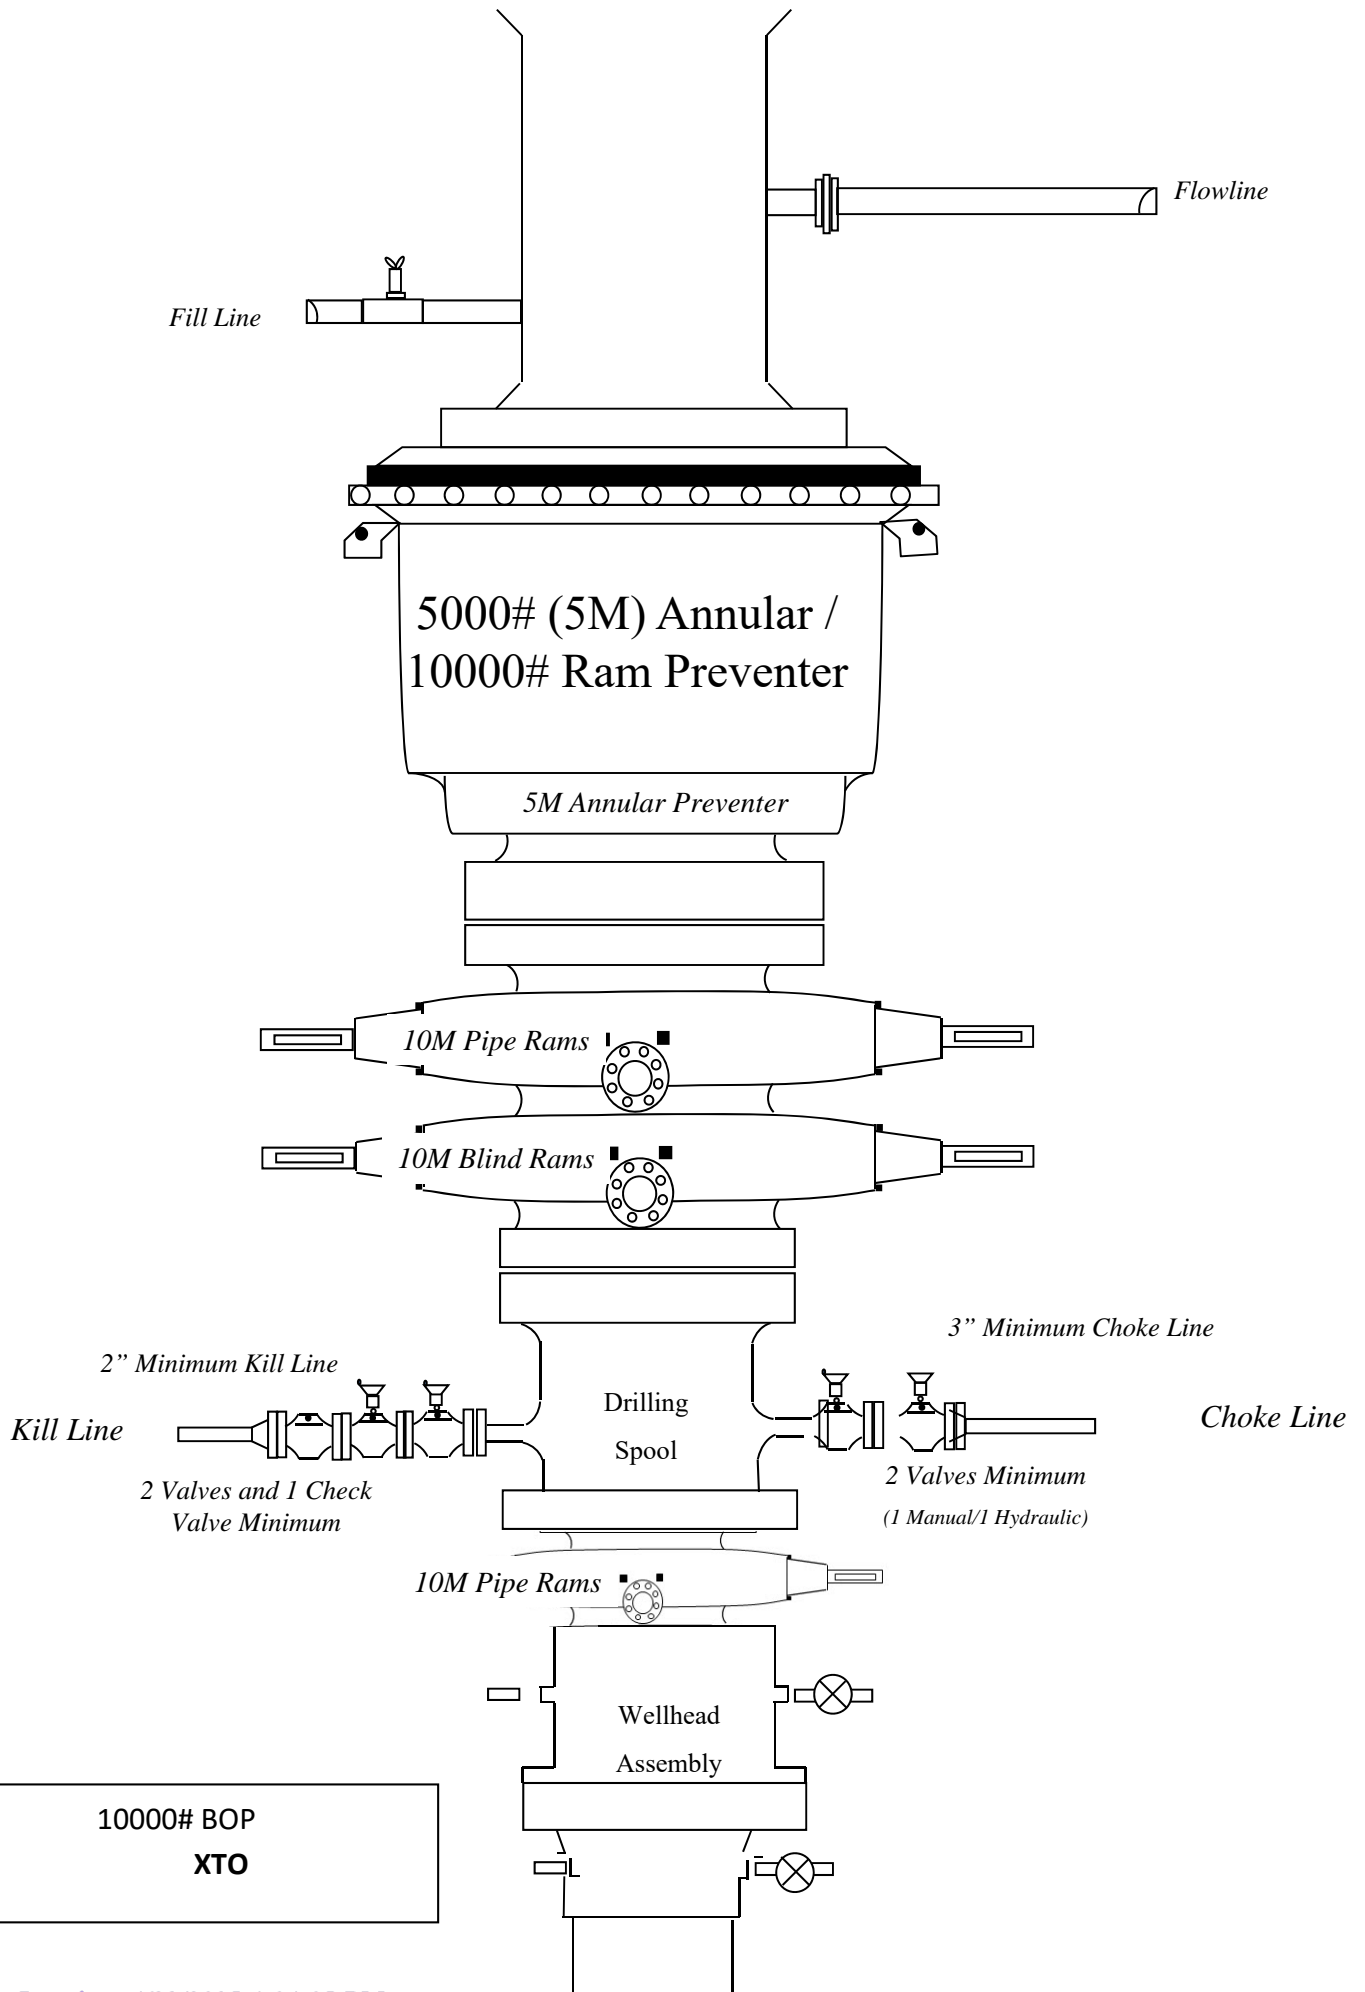 Flowline
Fill Line
5000# (5M) Annular /
10000# Ram Preventer
5M Annular Preventer
10M Pipe Rams
10M Blind Rams
3” Minimum Choke Line
2” Minimum Kill Line
Drilling
Spool
Kill Line
Choke Line
2 Valves and 1 Check
Valve Minimum
2 Valves Minimum
(1 Manual/1 Hydraulic)
10M Pipe Rams
Wellhead
Assembly
10000# BOP
XTO